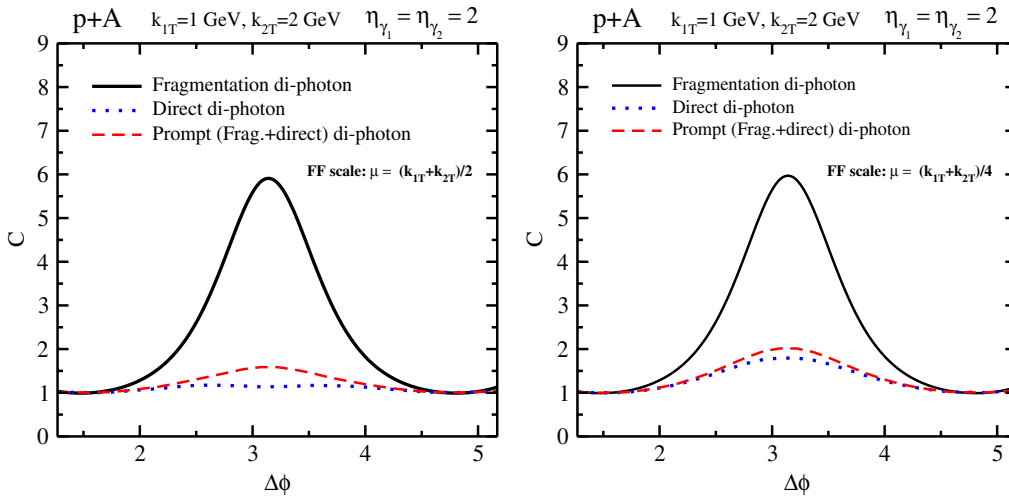 p+A k1T=1 GeV, k2T=2 GeV ηγ1 = ηγ2 = 2
9
8
7
6
5
4
3
2
1
0
C
Fragmentation di-photon
Direct di-photon
Prompt (Frag.+direct) di-photon
FF scale: μ = (k1T+k2T)/2
2 3 4 5
Δϕ
p+A k1T=1 GeV, k2T=2 GeV ηγ1 = ηγ2 = 2
9
8
7
6
5
4
3
2
1
0
C
Fragmentation di-photon
Direct di-photon
Prompt (Frag.+direct) di-photon
FF scale: μ = (k1T+k2T)/4
2 3 4 5
Δϕ